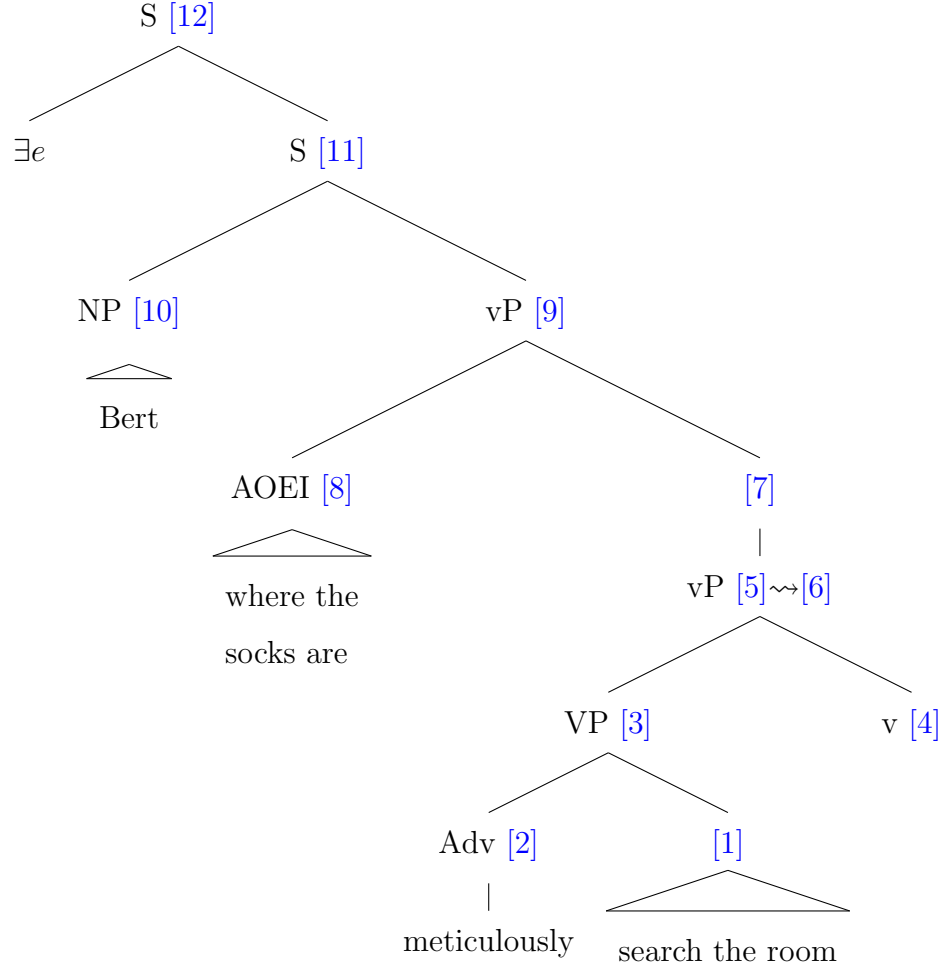 S [12]
∃e
S [11]
NP [10]
vP [9]
Bert
AOEI [8]
[7]
where the
socks are
vP [5]⇝[6]
VP [3]
v [4]
Adv [2]
[1]
meticulously
search the room